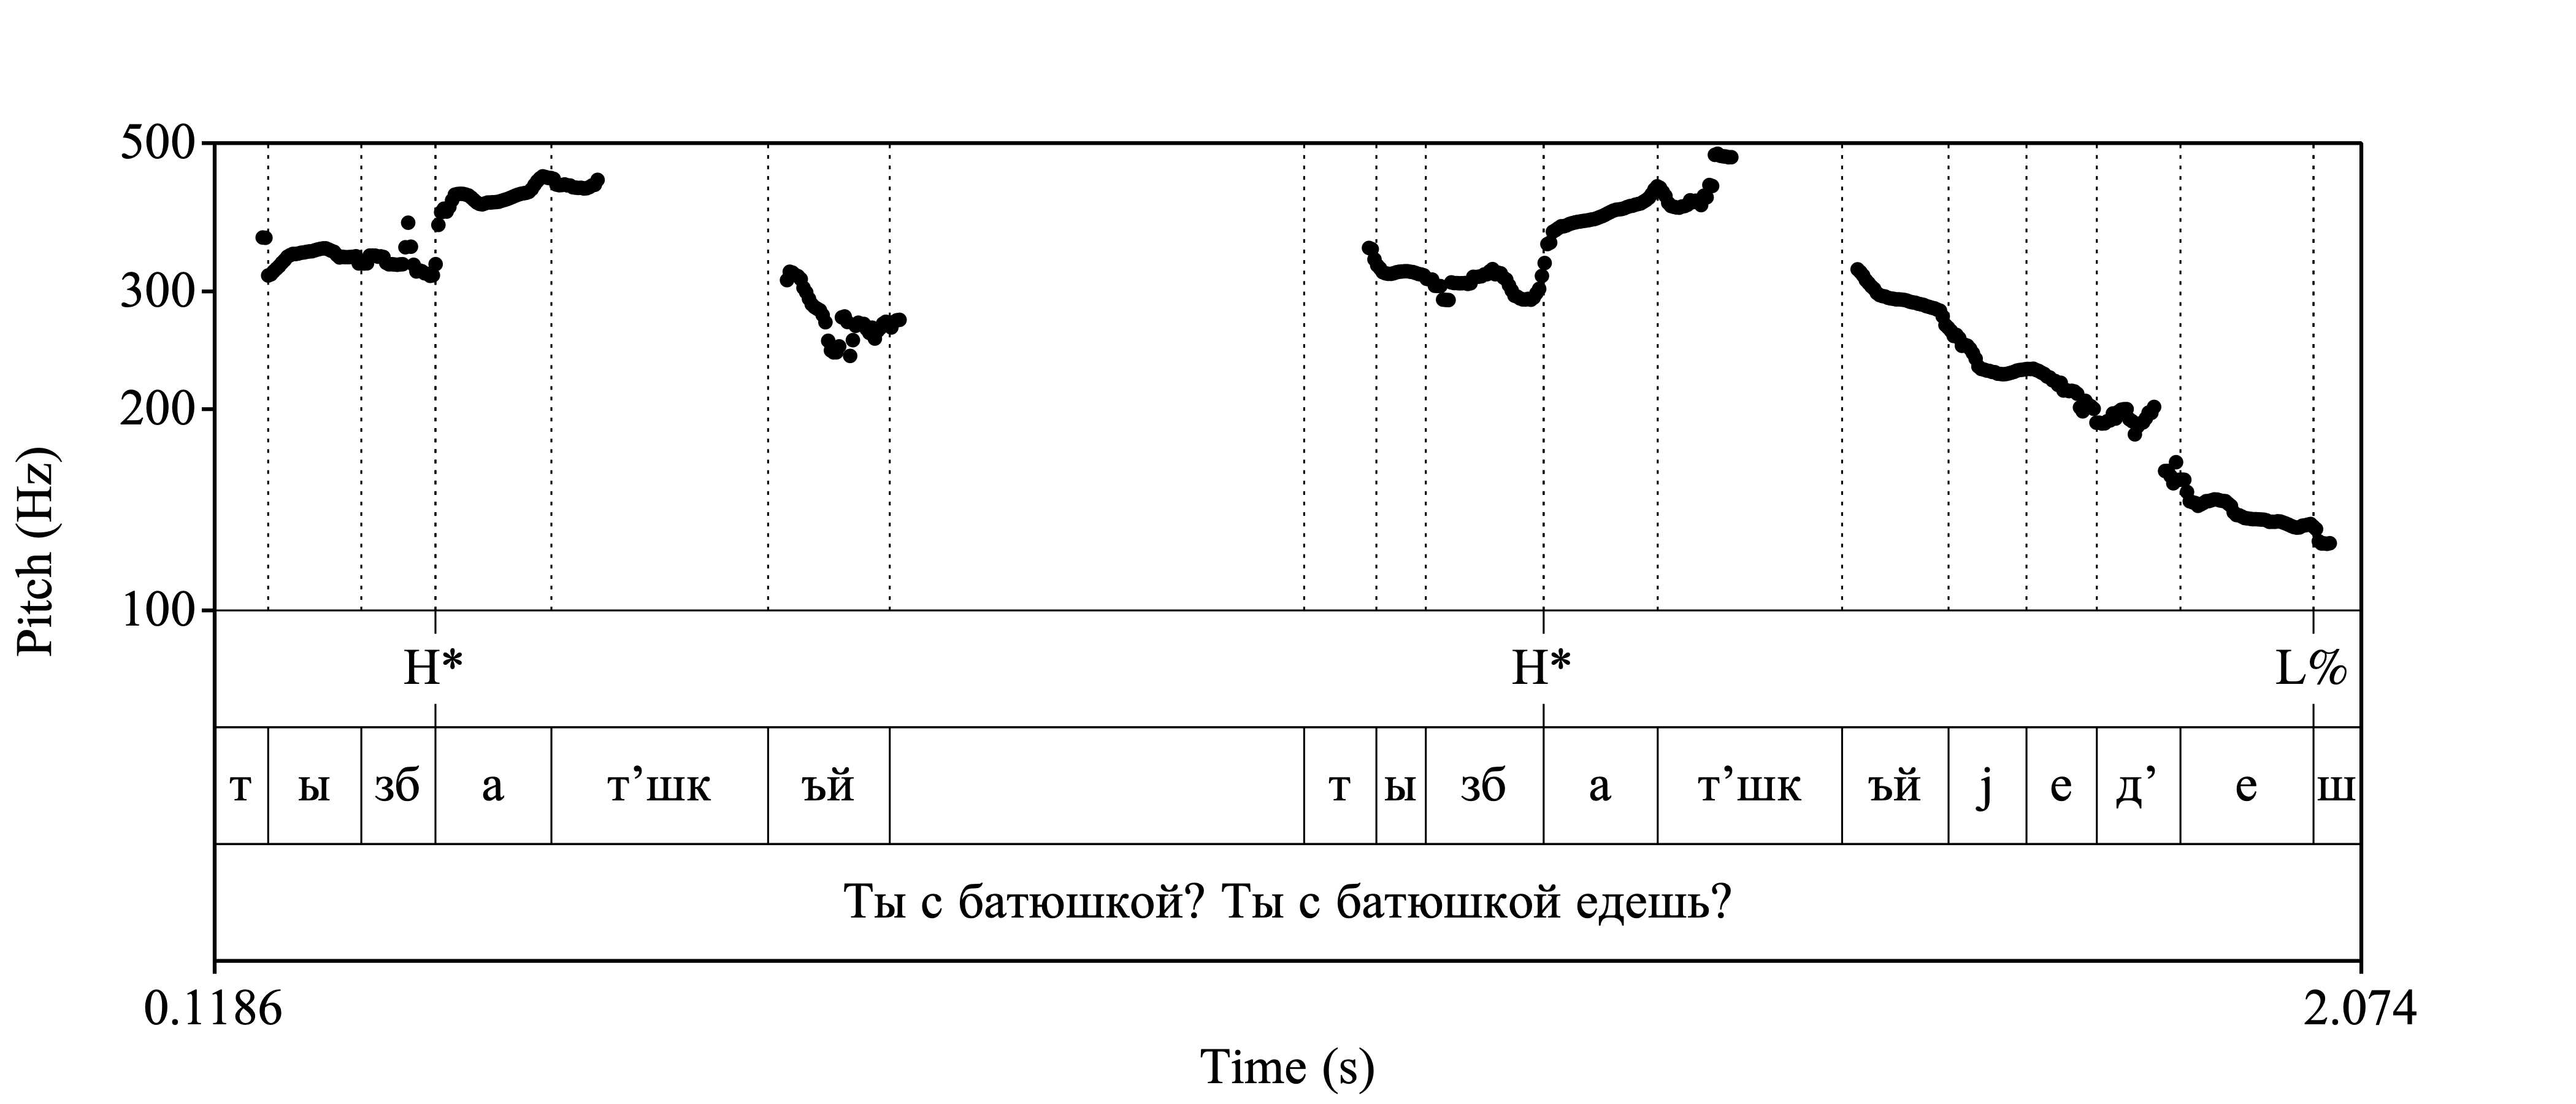 500
300
200
100
Pitch (Hz)
H* H* L%
т ы зб а т’шк ъй т ы зб а т’шк ъй j е д’ е ш
Ты с батюшкой? Ты с батюшкой едешь?
0.1186 2.074
Time (s)